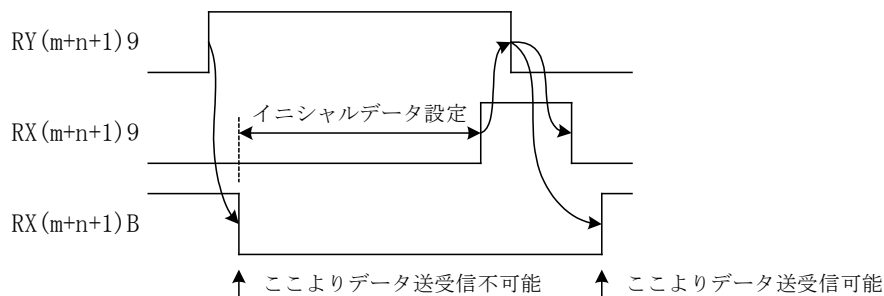 RY(m+n+1)9
イニシャルデータ設定
RX(m+n+1)9
RX(m+n+1)B
ここよりデータ送受信不可能
ここよりデータ送受信可能